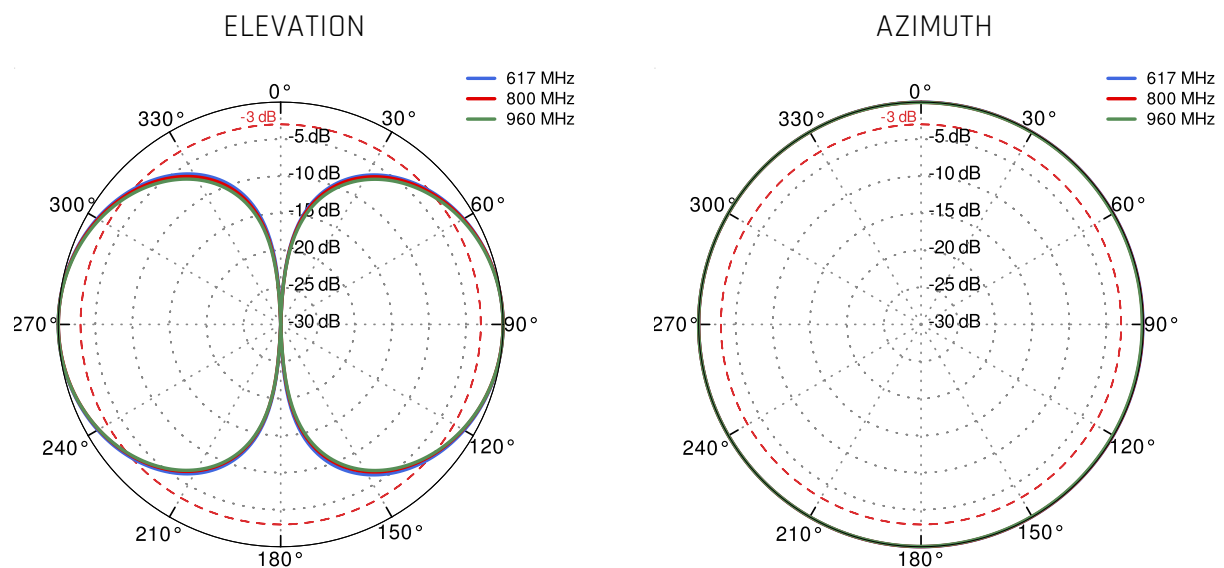 ELEVATION
617 MHz
800 MHz
960 MHz
0°
-3 dB
330°
30°
-5 dB
-10 dB
300°
60°
-15 dB
-20 dB
-25 dB
270°
-30 dB
90°
240°
120°
210°
150°
180°
AZIMUTH
617 MHz
800 MHz
960 MHz
0°
-3 dB
330°
30°
-5 dB
-10 dB
300°
60°
-15 dB
-20 dB
-25 dB
270°
-30 dB
90°
240°
120°
210°
150°
180°